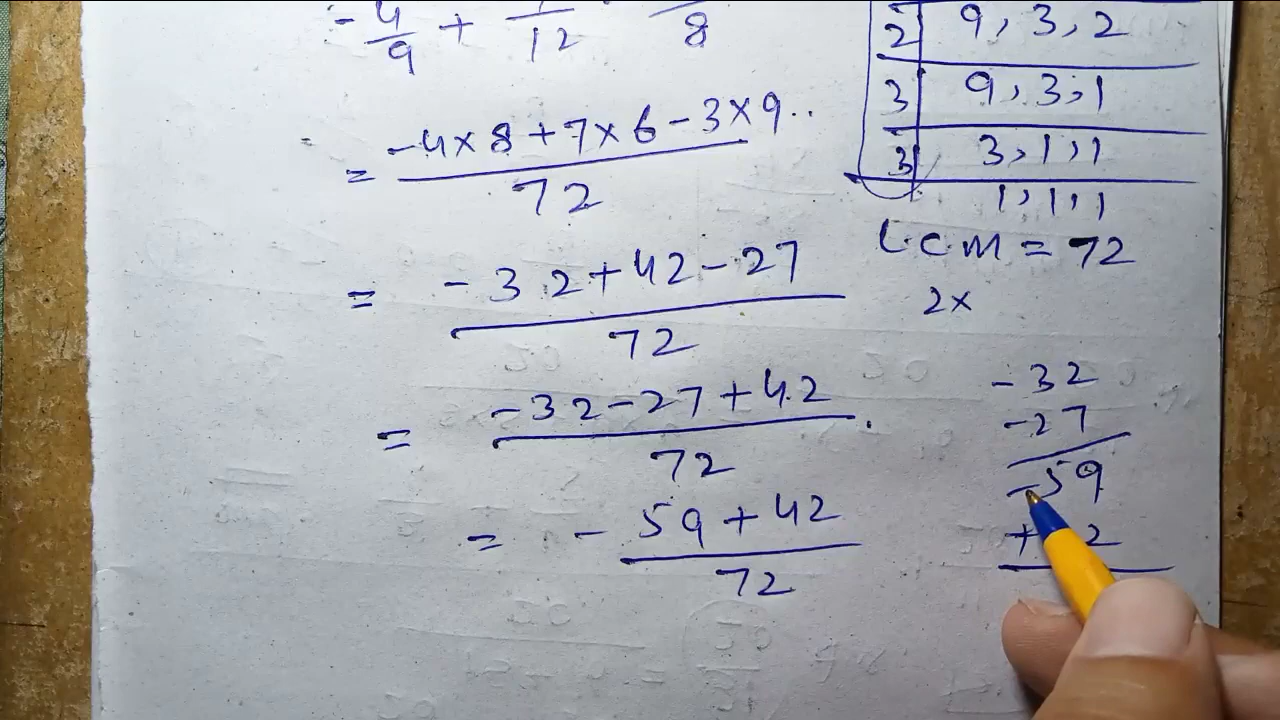 - 4/9 + 7/12 · /8
= -4×8+7×6-3×9 / 72
= -32+42-27 / 72
= -32-27+42 / 72
= - 59+42 / 72
2 | 9, 3, 2
3 | 9, 3, 1
3 | 3, 1, 1
1, 1, 1
L.C.M = 72
2×
-32
-27
-59
+ 2